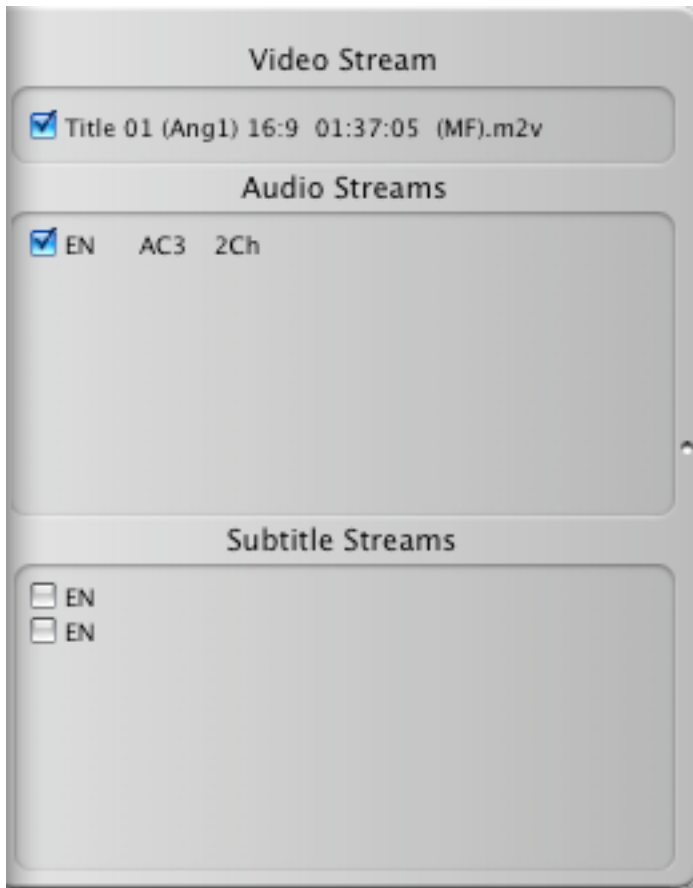 Video Stream
Title 01 (Ang1) 16:9 01:37:05 (MF).m2v
Audio Streams
EN AC3 2Ch
Subtitle Streams
EN
EN